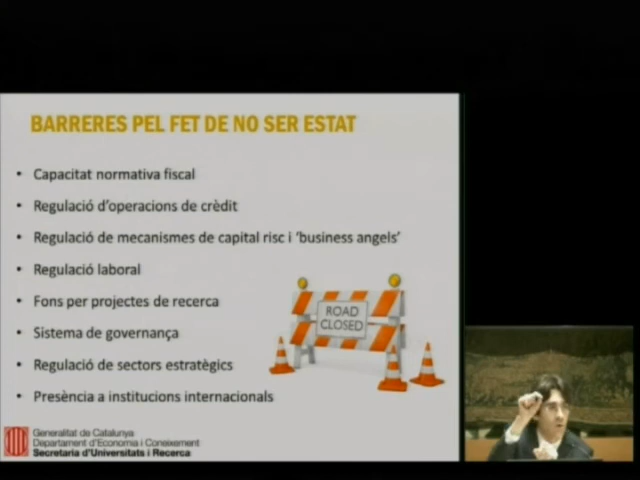 BARRERES PEL FET DE NO SER ESTAT
• Capacitat normativa fiscal
• Regulació d'operacions de crèdit
• Regulació de mecanismes de capital risc i 'business angels'
• Regulació laboral
• Fons per projectes de recerca
• Sistema de governança
• Regulació de sectors estratègics
• Presència a institucions internacionals
ROAD
CLOSED
Generalitat de Catalunya
Departament d'Economia i Coneixement
Secretaria d'Universitats i Recerca